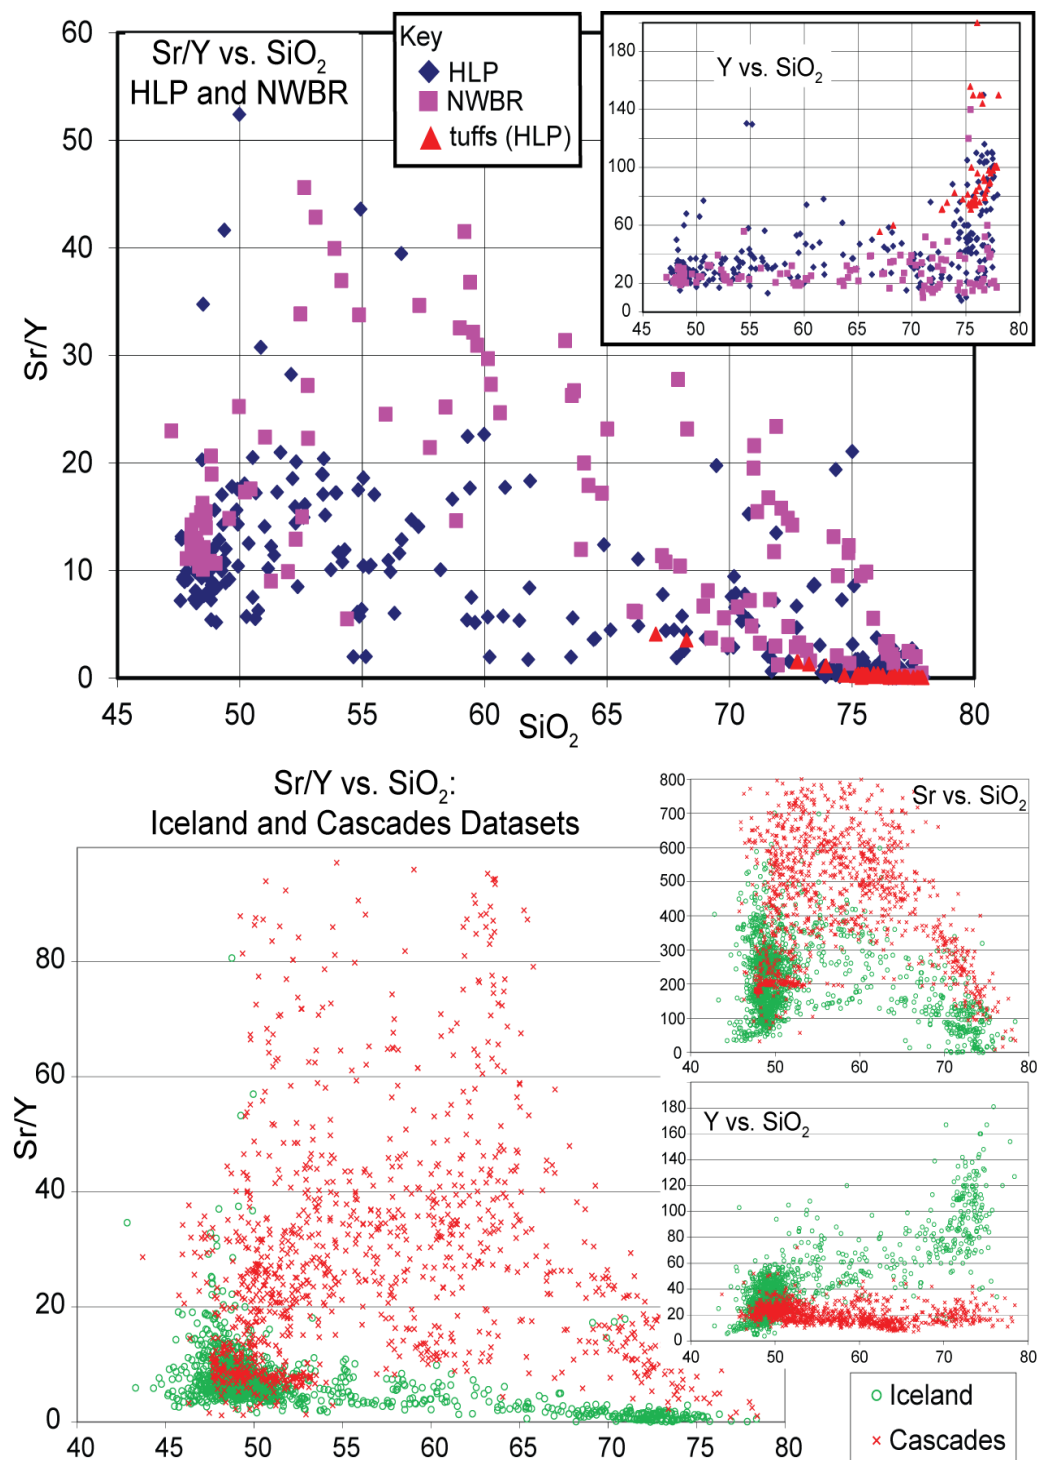 Sr/Y vs. SiO2
HLP and NWBR
Key
HLP
NWBR
tuffs (HLP)
Sr/Y
60
50
40
30
20
10
0
45 50 55 60 65 70 75 80
SiO2
Y vs. SiO2
180
140
100
60
20
0
45 50 55 60 65 70 75 80
Sr/Y vs. SiO2:
Iceland and Cascades Datasets
Sr/Y
80
60
40
20
0
40 45 50 55 60 65 70 75 80
Sr vs. SiO2
800
700
600
500
400
300
200
100
0
40 50 60 70 80
Y vs. SiO2
180
160
140
120
100
80
60
40
20
0
40 50 60 70 80
Iceland
Cascades